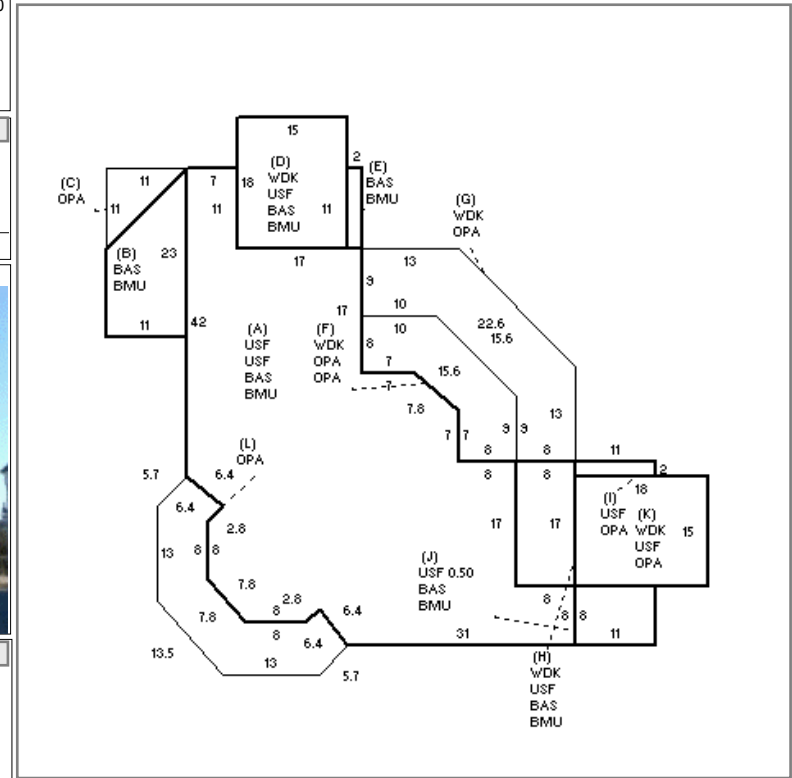 15
2
(D)
WDK
USF
BAS
BMU
(E)
BAS
BMU
(C)
OPA
11
7
18
11
11
11
(G)
WDK
OPA
(B)
BAS
BMU
23
17
13
9
10
17
11
42
(A)
USF
USF
BAS
BMU
(F)
WDK
OPA
OPA
10
22.6
15.6
8
7
7
15.6
7.8
13
9
9
7
7
8
8
11
(L)
OPA
5.7
6.4
8
8
2
18
6.4
2.8
(I)
USF
OPA
(K)
WDK
USF
OPA
15
17
17
13
8
8
(J)
USF 0.50
BAS
BMU
7.8
2.8
8
6.4
7.8
8
6.4
8
8
8
31
11
13.5
13
5.7
(H)
WDK
USF
BAS
BMU